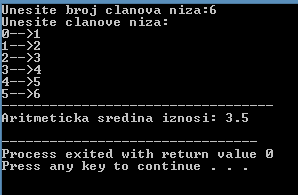 Unesite broj clanova niza:6
Unesite clanove niza:
0-->1
1-->2
2-->3
3-->4
4-->5
5-->6
----------------------------------
Aritmeticka sredina iznosi: 3.5
--------------------------------
Process exited with return value 0
Press any key to continue . . .